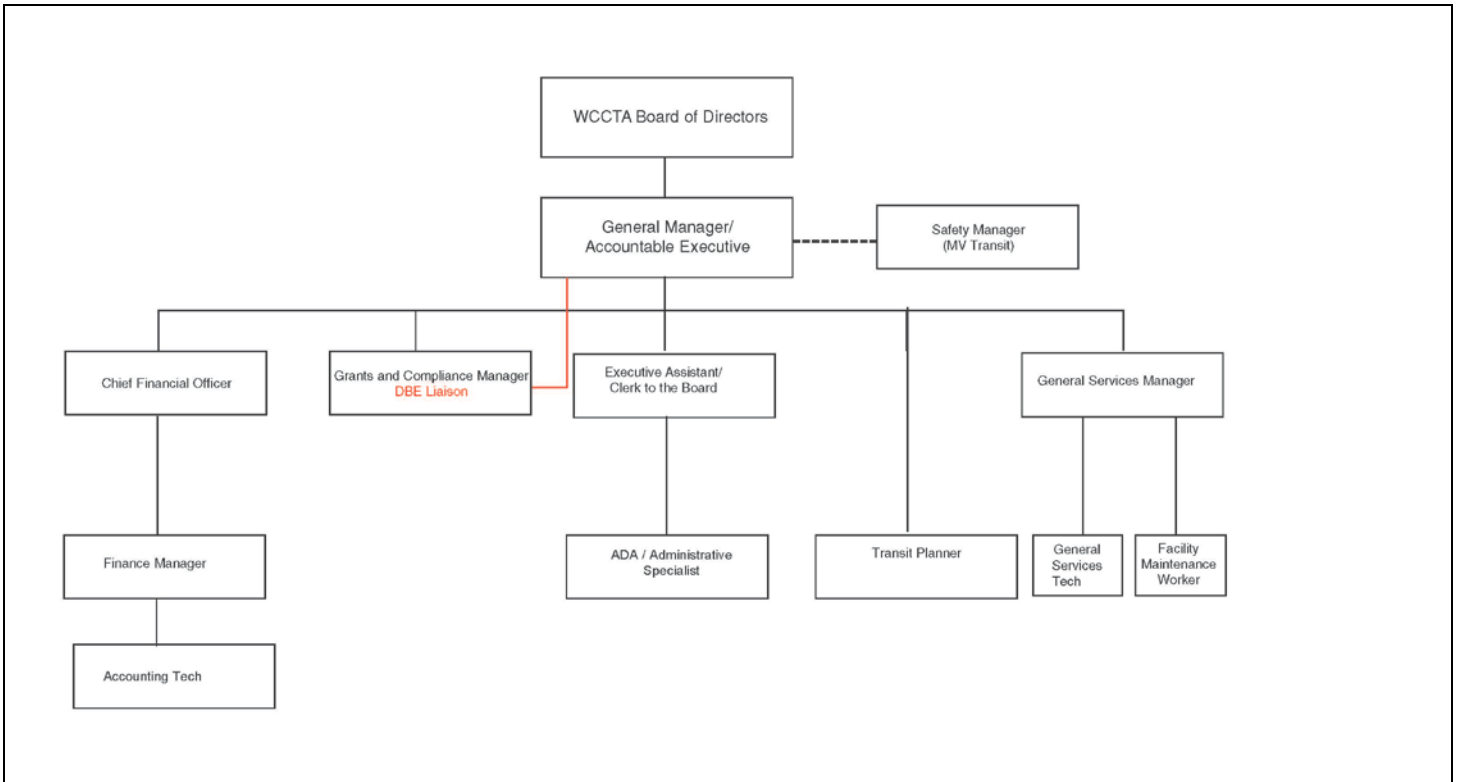 WCCTA Board of Directors
General Manager/
Accountable Executive
Safety Manager
(MV Transit)
Chief Financial Officer
Grants and Compliance Manager
DBE Liaison
Executive Assistant/
Clerk to the Board
General Services Manager
Finance Manager
ADA / Administrative
Specialist
Transit Planner
General
Services
Tech
Facility
Maintenance
Worker
Accounting Tech